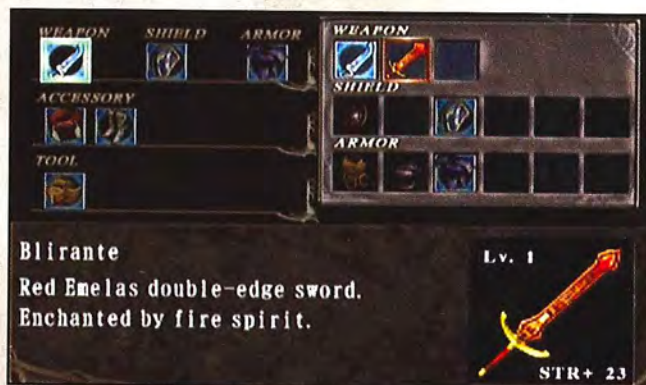 WEAPON SHIELD ARMOR
ACCESSORY
TOOL
WEAPON
SHIELD
ARMOR
Blirante
Red Emelas double-edge sword.
Enchanted by fire spirit.
Lv. 1
STR+ 23